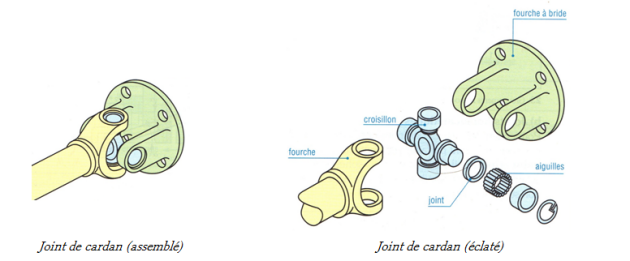 fourche à bride
croisillon
fourche
aiguilles
joint
Joint de cardan (assemblé)
Joint de cardan (éclaté)